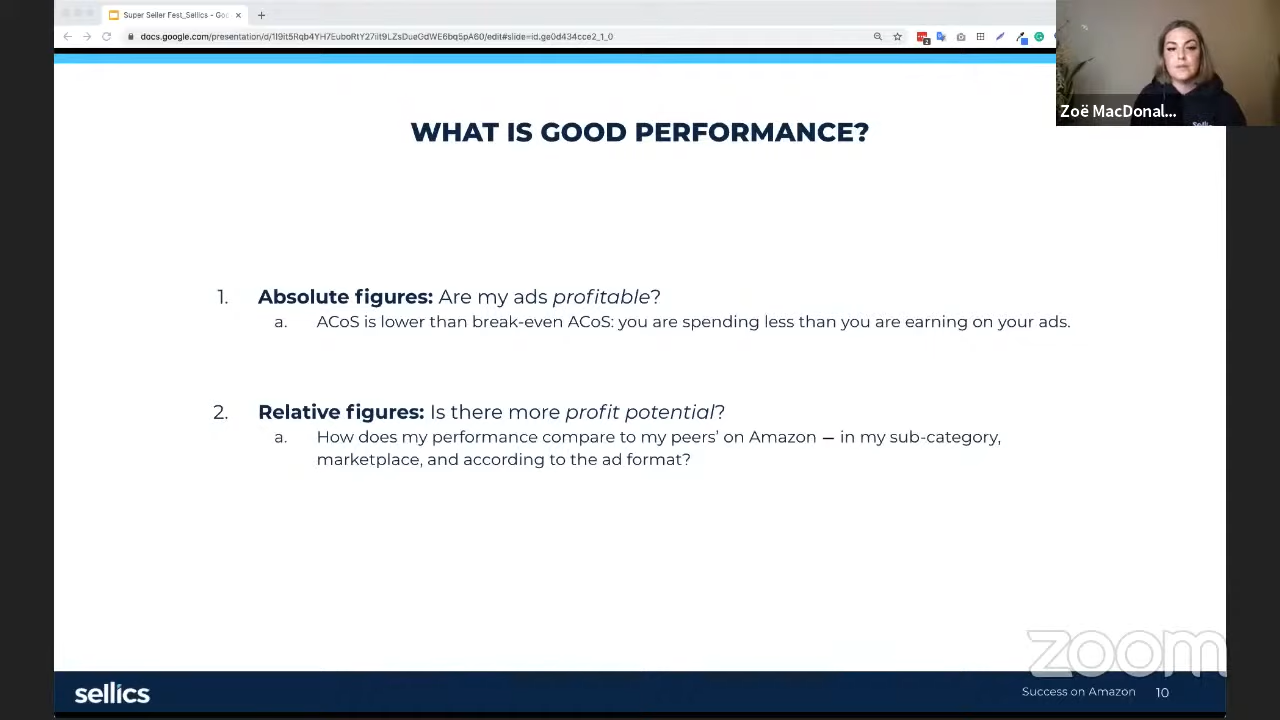 Super Seller Fest_Sellics - Goo
docs.google.com/presentation/d/1I9it5Rqb4YH7EuboRtY27iIt9LZsDueGdWE6bqSpA60/edit#slide=id.ge0d434cce2_1_0
Zoë MacDonal...
WHAT IS GOOD PERFORMANCE?
1. Absolute figures: Are my ads profitable?
a. ACoS is lower than break-even ACoS: you are spending less than you are earning on your ads.
2. Relative figures: Is there more profit potential?
a. How does my performance compare to my peers’ on Amazon – in my sub-category,
marketplace, and according to the ad format?
zoom
sellics
Success on Amazon 10